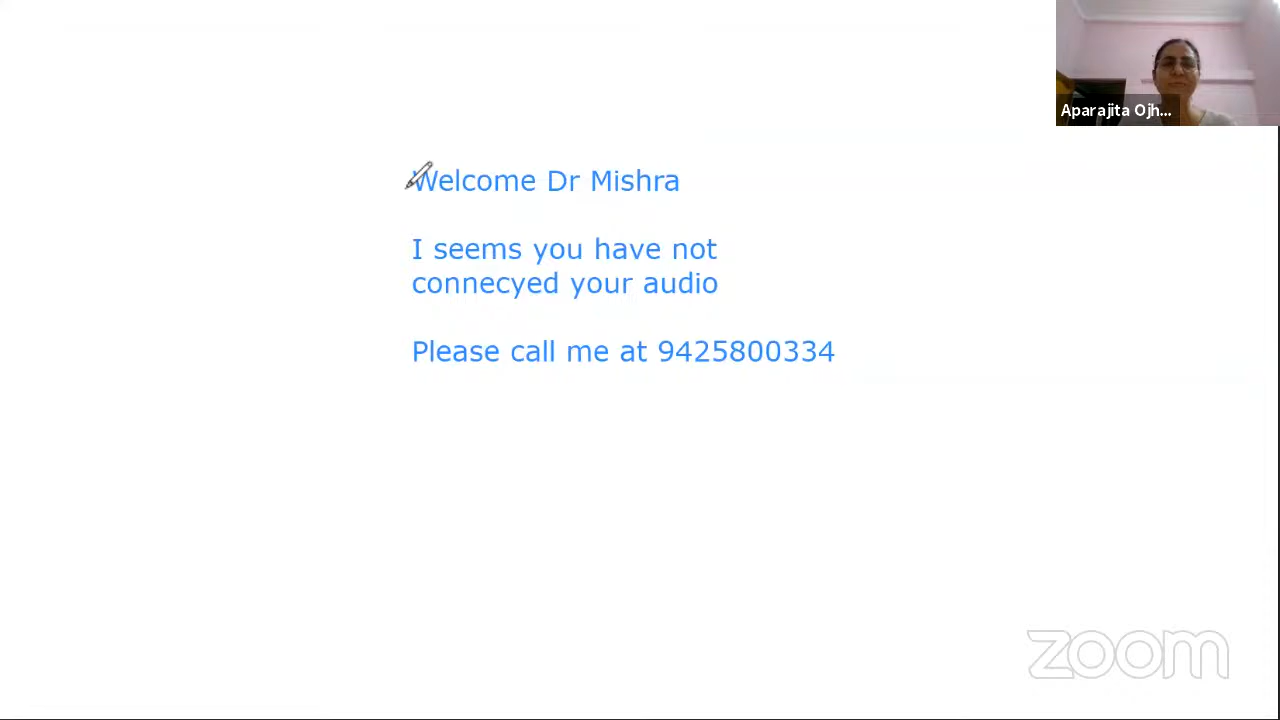 Aparajita Ojh...
Welcome Dr Mishra
I seems you have not
connecyed your audio
Please call me at 9425800334
zoom